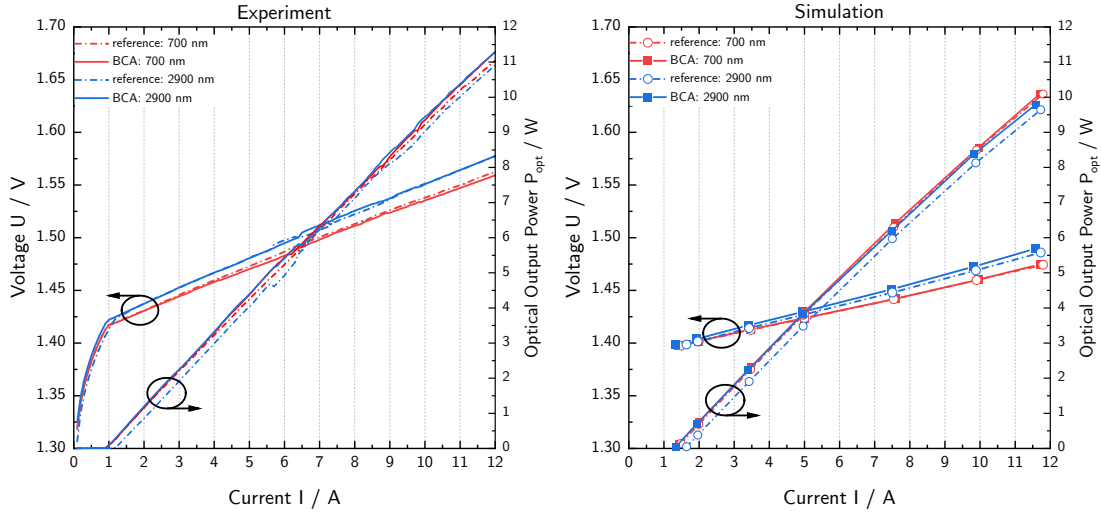 Experiment
1.70
1.65
1.60
1.55
1.50
1.45
1.40
1.35
1.30
Voltage U / V
reference: 700 nm
BCA: 700 nm
reference: 2900 nm
BCA: 2900 nm
12
11
10
9
8
7
6
5
4
3
2
1
0
Optical Output Power P_opt / W
0 1 2 3 4 5 6 7 8 9 10 11 12
Current I / A
Simulation
1.70
1.65
1.60
1.55
1.50
1.45
1.40
1.35
1.30
Voltage U / V
reference: 700 nm
BCA: 700 nm
reference: 2900 nm
BCA: 2900 nm
12
11
10
9
8
7
6
5
4
3
2
1
0
Optical Output Power P_opt / W
0 1 2 3 4 5 6 7 8 9 10 11 12
Current I / A